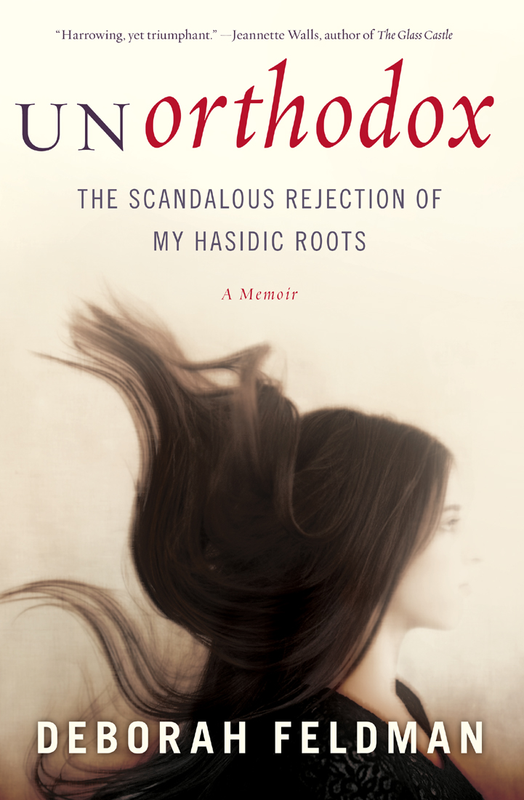 “Harrowing, yet triumphant.” —Jeannette Walls, author of The Glass Castle
UNorthodox
THE SCANDALOUS REJECTION OF
MY HASIDIC ROOTS
A Memoir
DEBORAH FELDMAN